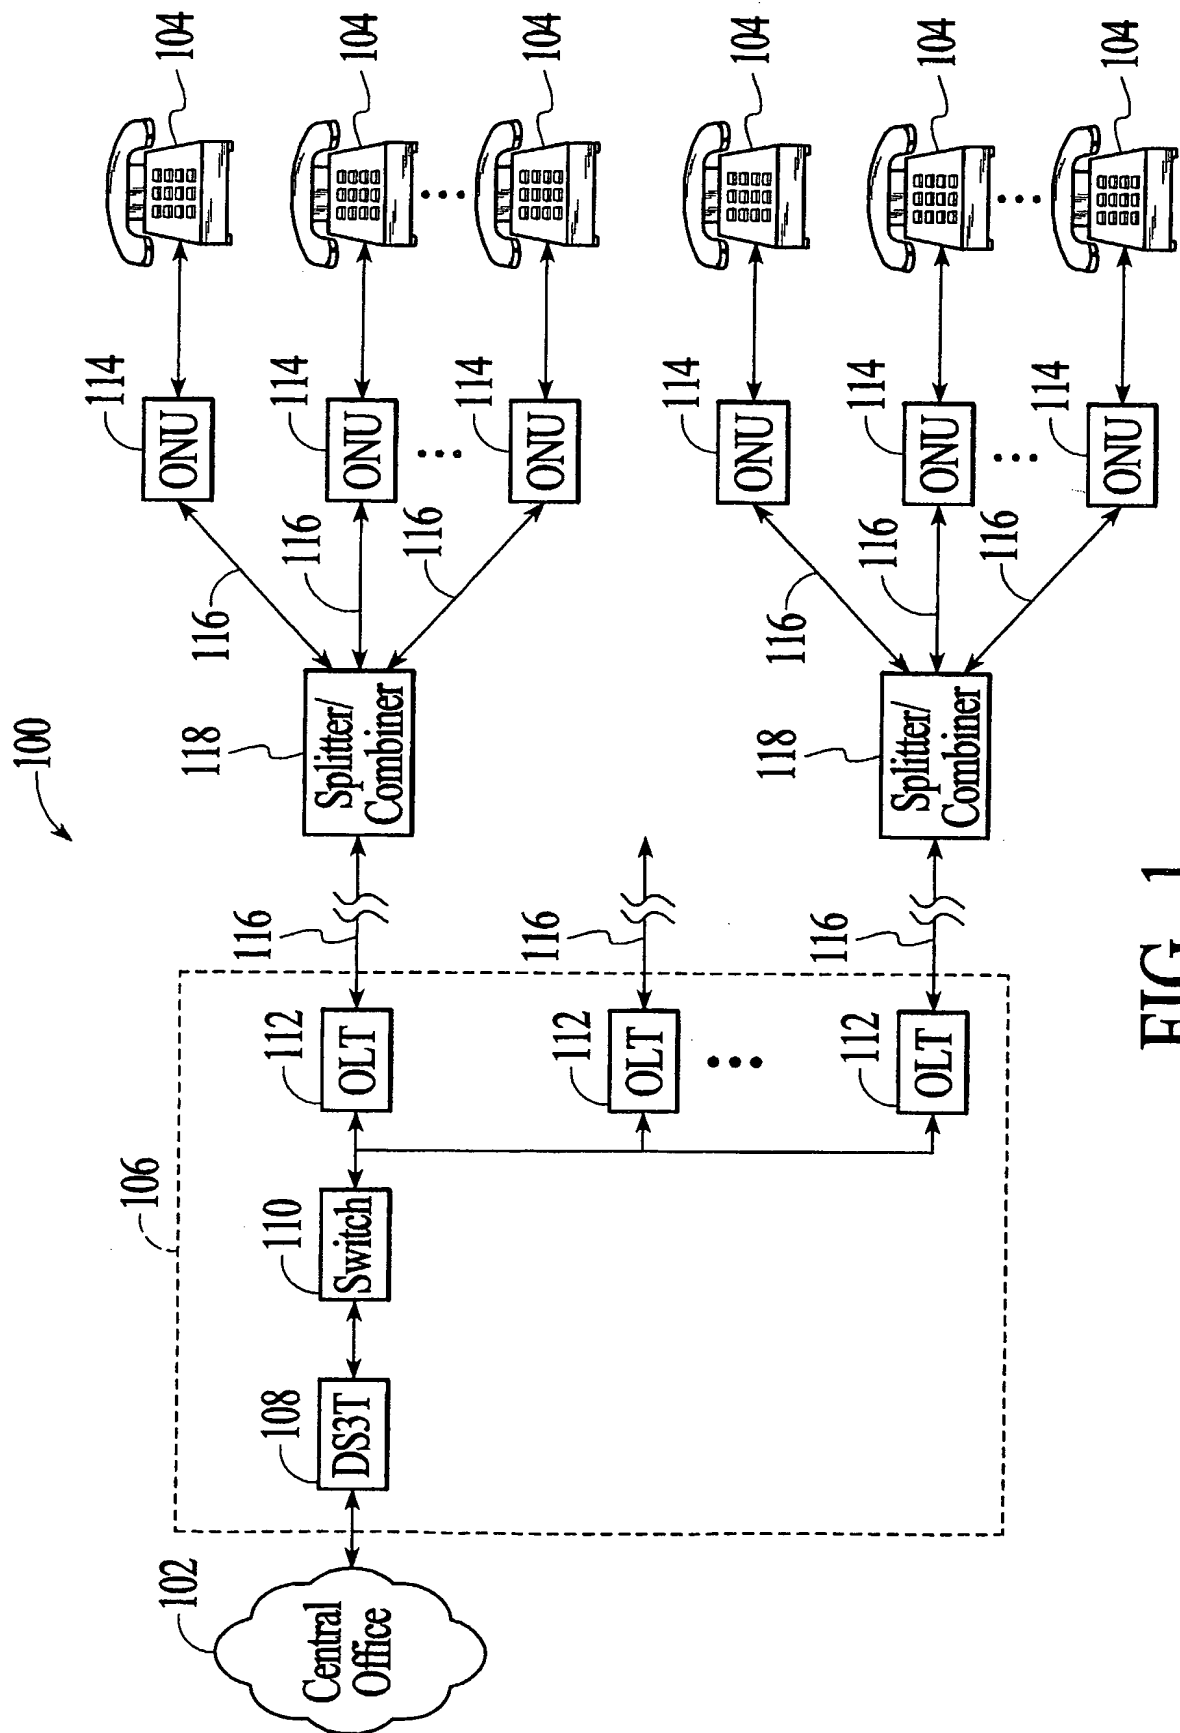 100
104
104
104
104
104
104
114
ONU
114
ONU
114
ONU
114
ONU
114
ONU
114
ONU
116
116
116
116
116
116
118
Splitter/
Combiner
118
Splitter/
Combiner
116
116
116
106
112
OLT
112
OLT
112
OLT
110
Switch
108
DS3T
102
Central
Office
FIG. 1